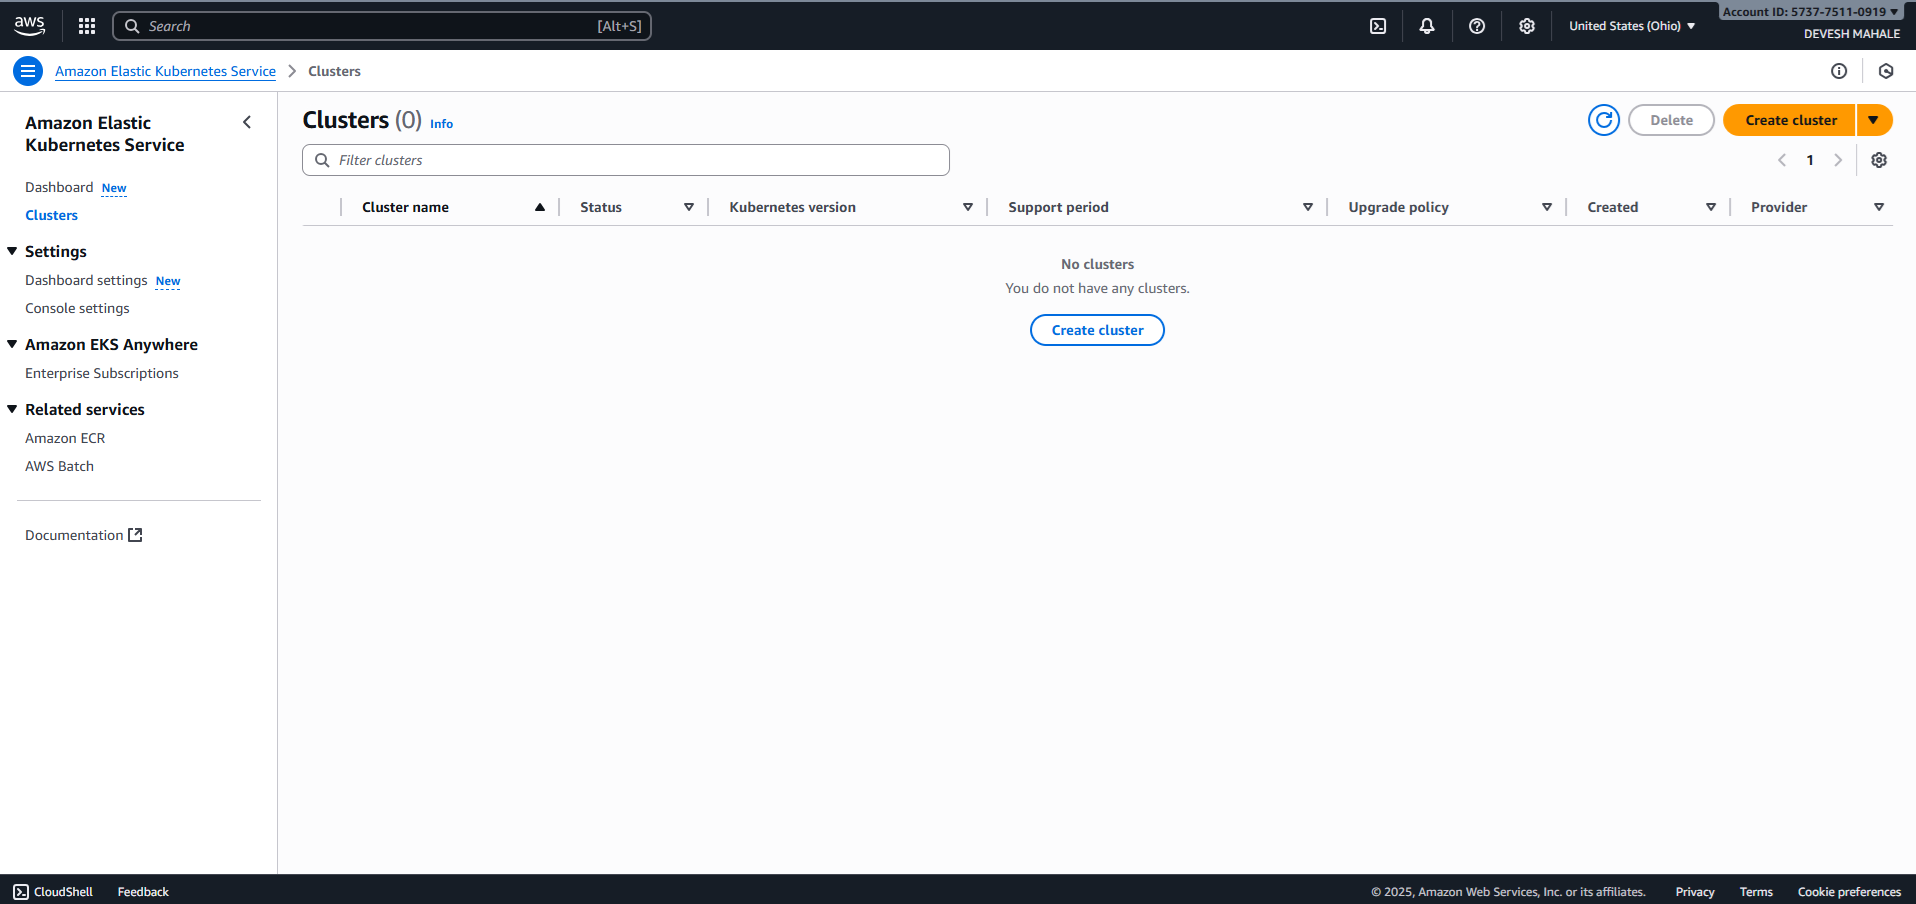 aws
Search [Alt+S]
United States (Ohio)
Account ID: 5737-7511-0919
DEVESH MAHALE
Amazon Elastic Kubernetes Service > Clusters
Amazon Elastic
Kubernetes Service
Dashboard New
Clusters
Settings
Dashboard settings New
Console settings
Amazon EKS Anywhere
Enterprise Subscriptions
Related services
Amazon ECR
AWS Batch
Documentation
Clusters (0) Info
Delete
Create cluster
Filter clusters
1
Cluster name Status Kubernetes version Support period Upgrade policy Created Provider
No clusters
You do not have any clusters.
Create cluster
CloudShell Feedback © 2025, Amazon Web Services, Inc. or its affiliates. Privacy Terms Cookie preferences